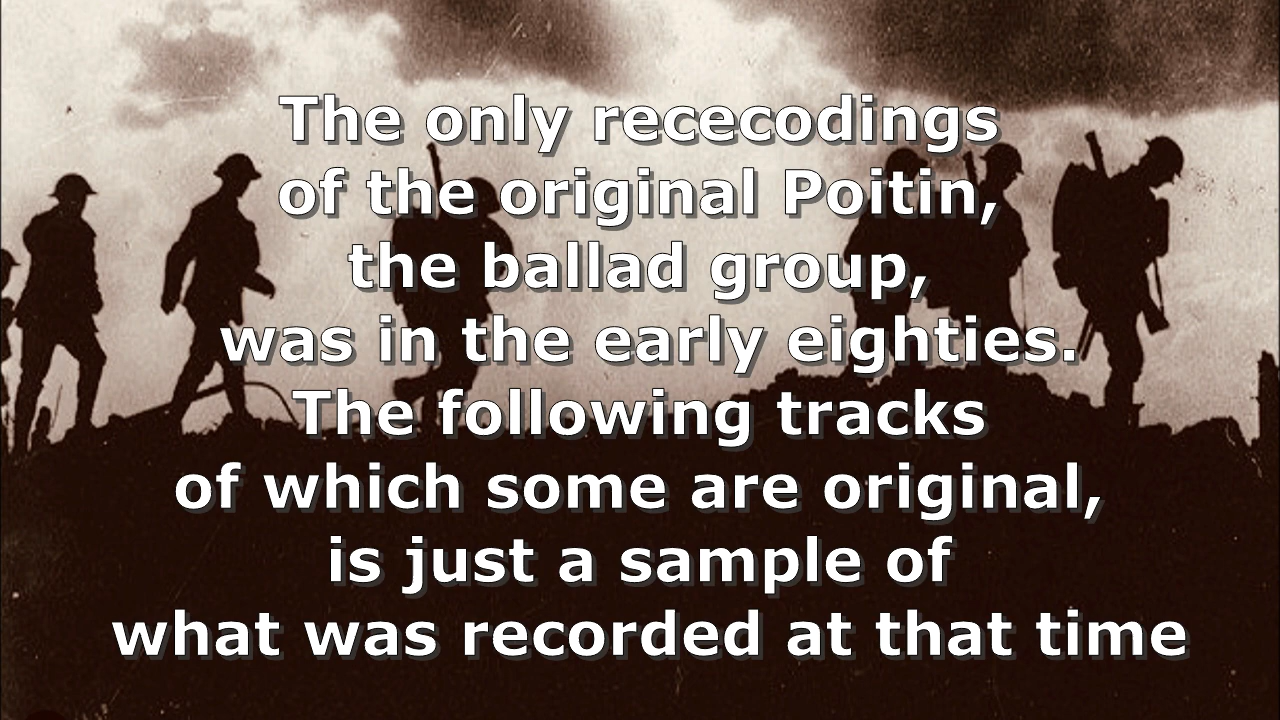 The only rececodings
of the original Poitin,
the ballad group,
was in the early eighties.
The following tracks
of which some are original,
is just a sample of
what was recorded at that time